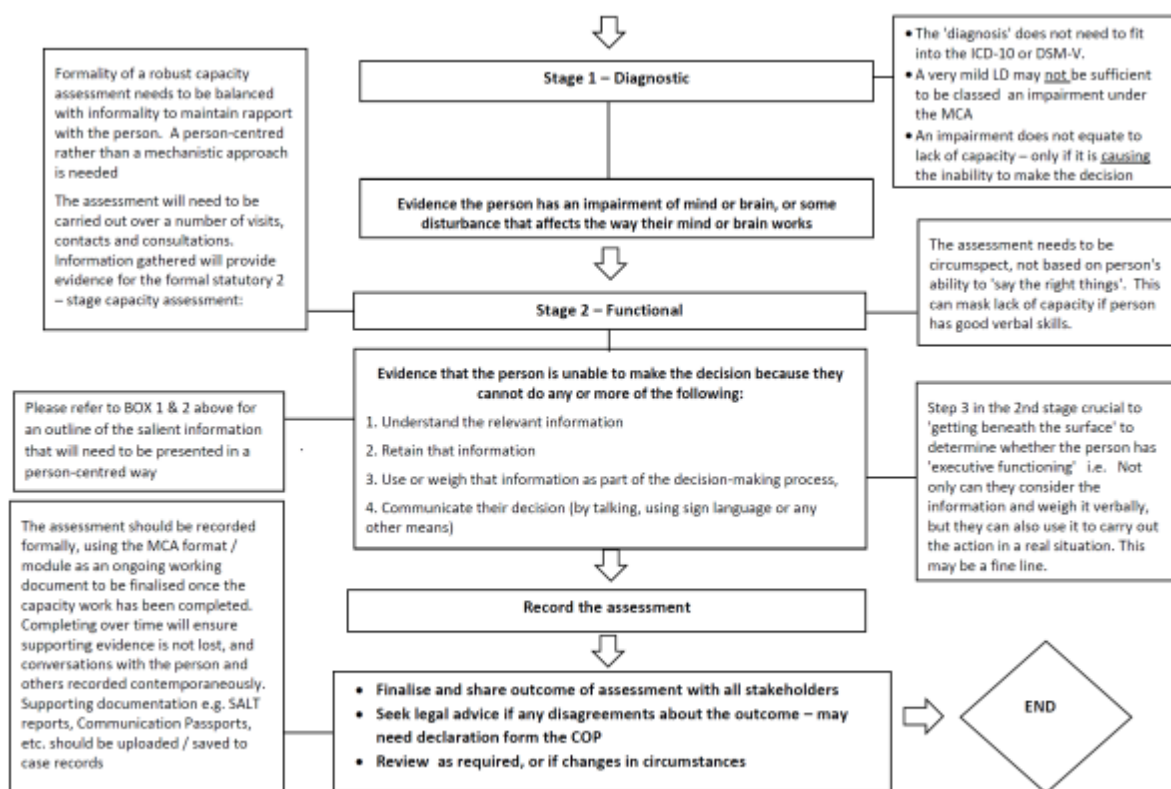 Formality of a robust capacity
assessment needs to be balanced
with informality to maintain rapport
with the person. A person-centred
rather than a mechanistic approach
is needed
The assessment will need to be
carried out over a number of visits,
contacts and consultations.
Information gathered will provide
evidence for the formal statutory 2
– stage capacity assessment:
Stage 1 – Diagnostic
• The 'diagnosis' does not need to fit
into the ICD-10 or DSM-V.
• A very mild LD may not be sufficient
to be classed an impairment under
the MCA
• An impairment does not equate to
lack of capacity – only if it is causing
the inability to make the decision
Evidence the person has an impairment of mind or brain, or some
disturbance that affects the way their mind or brain works
The assessment needs to be
circumspect, not based on person's
ability to 'say the right things'. This
can mask lack of capacity if person
has good verbal skills.
Stage 2 – Functional
Evidence that the person is unable to make the decision because they
cannot do any or more of the following:
1. Understand the relevant information
2. Retain that information
3. Use or weigh that information as part of the decision-making process,
4. Communicate their decision (by talking, using sign language or any
other means)
Please refer to BOX 1 & 2 above for
an outline of the salient information
that will need to be presented in a
person-centred way
Step 3 in the 2nd stage crucial to
'getting beneath the surface' to
determine whether the person has
'executive functioning' i.e. Not
only can they consider the
information and weigh it verbally,
but they can also use it to carry out
the action in a real situation. This
may be a fine line.
The assessment should be recorded
formally, using the MCA format /
module as an ongoing working
document to be finalised once the
capacity work has been completed.
Completing over time will ensure
supporting evidence is not lost, and
conversations with the person and
others recorded contemporaneously.
Supporting documentation e.g. SALT
reports, Communication Passports,
etc. should be uploaded / saved to
case records
Record the assessment
• Finalise and share outcome of assessment with all stakeholders
• Seek legal advice if any disagreements about the outcome – may
need declaration form the COP
• Review as required, or if changes in circumstances
END